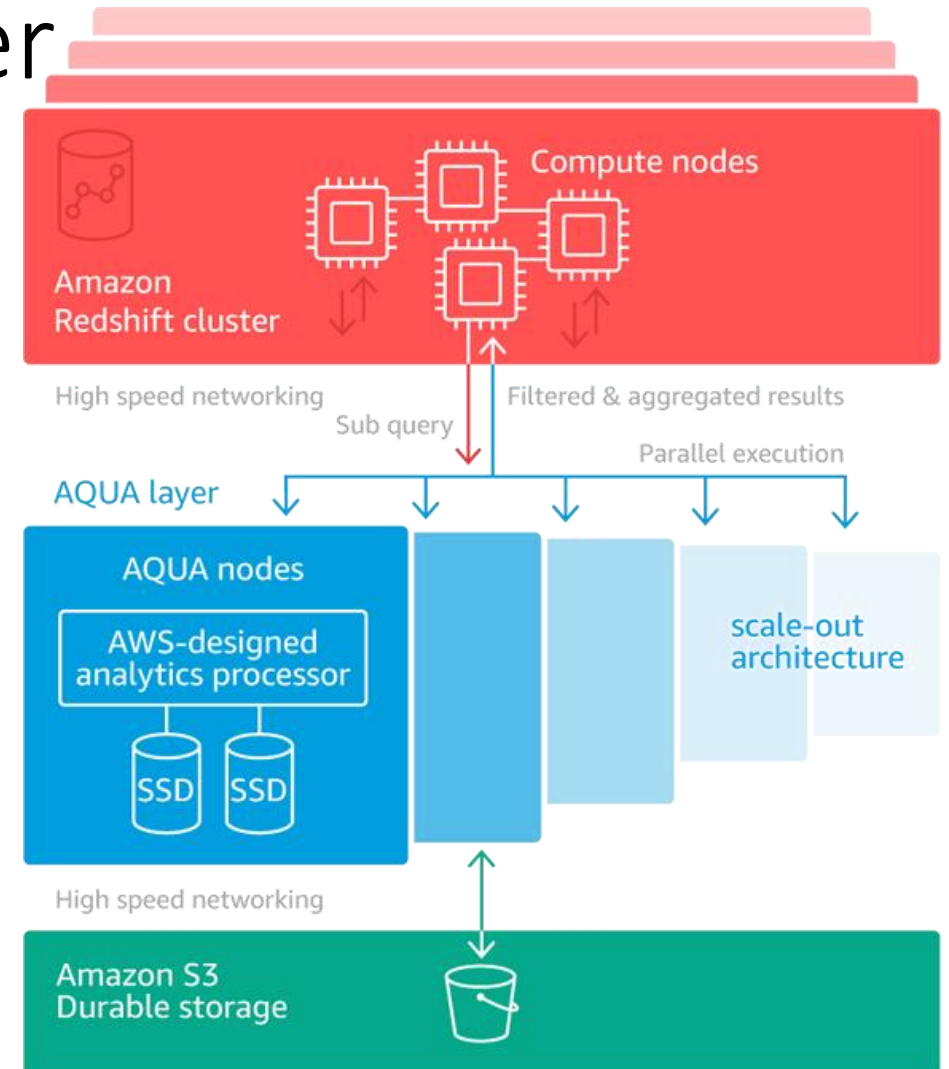 er
Compute nodes
Amazon
Redshift cluster
High speed networking
Filtered & aggregated results
Sub query
Parallel execution
AQUA layer
AQUA nodes
AWS-designed
analytics processor
SSD SSD
scale-out
architecture
High speed networking
Amazon S3
Durable storage